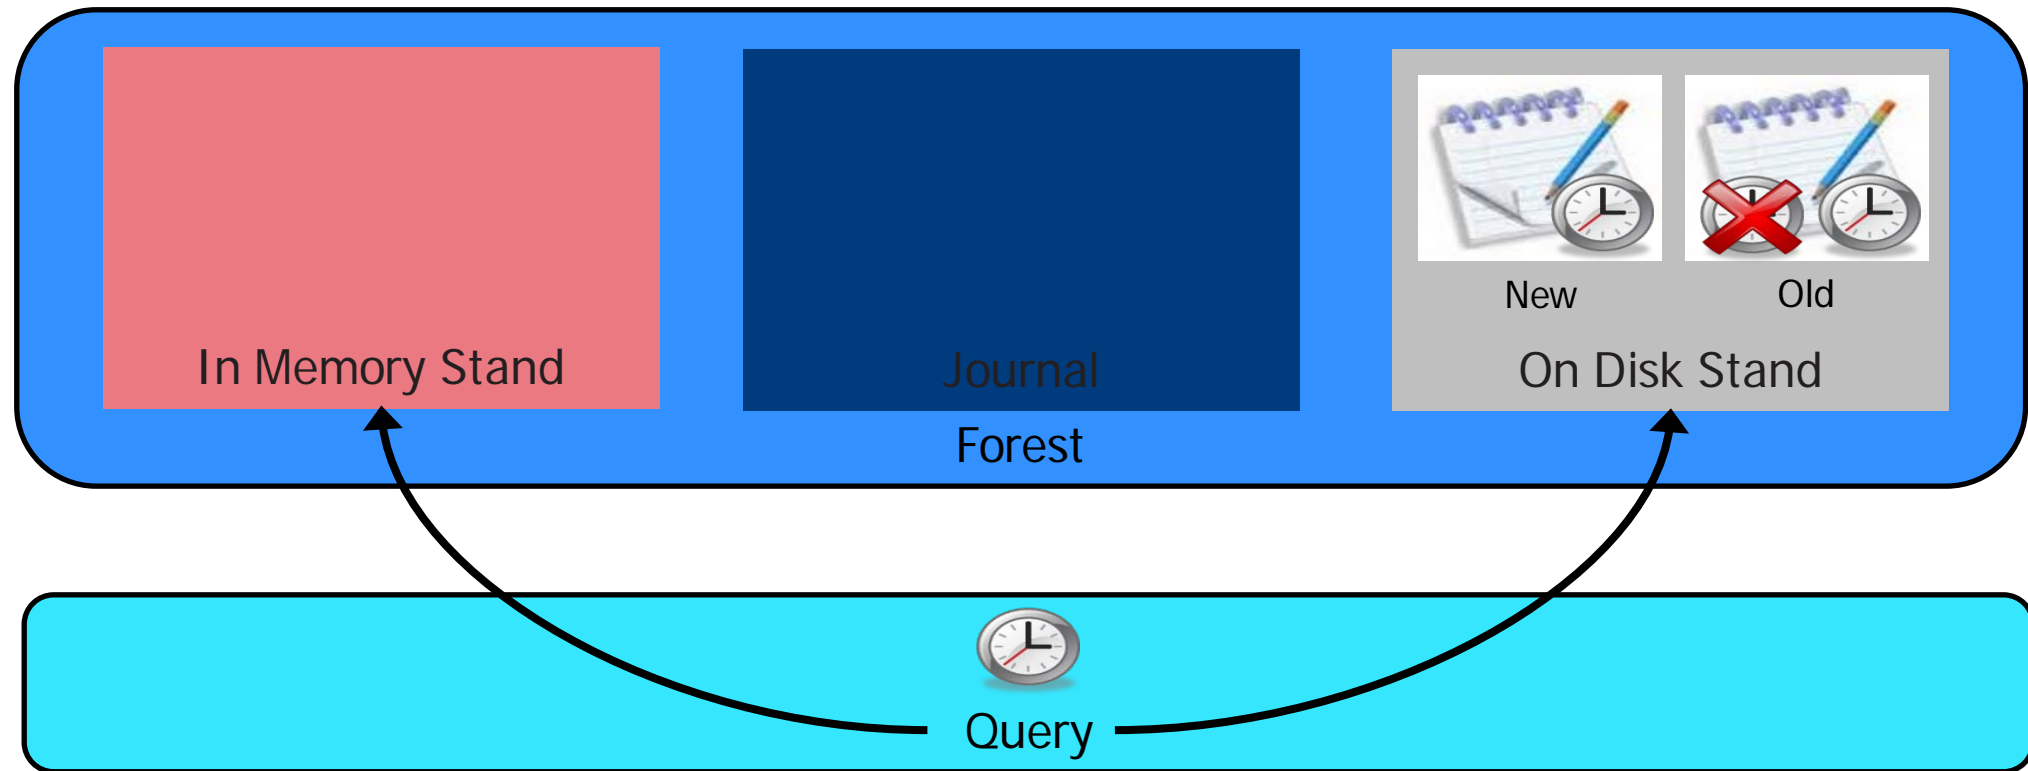 New
Old
In Memory Stand
Journal
On Disk Stand
Forest
Query